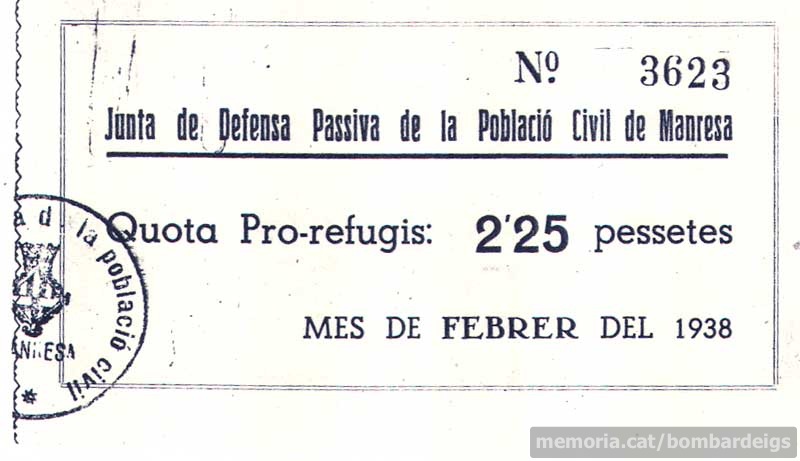 Nº 3623
Junta de Defensa Passiva de la Població Civil de Manresa
Quota Pro-refugis: 2'25 pessetes
MES DE FEBRER DEL 1938
a d la població civil
ANRESA
memoria.cat/bombardeigs